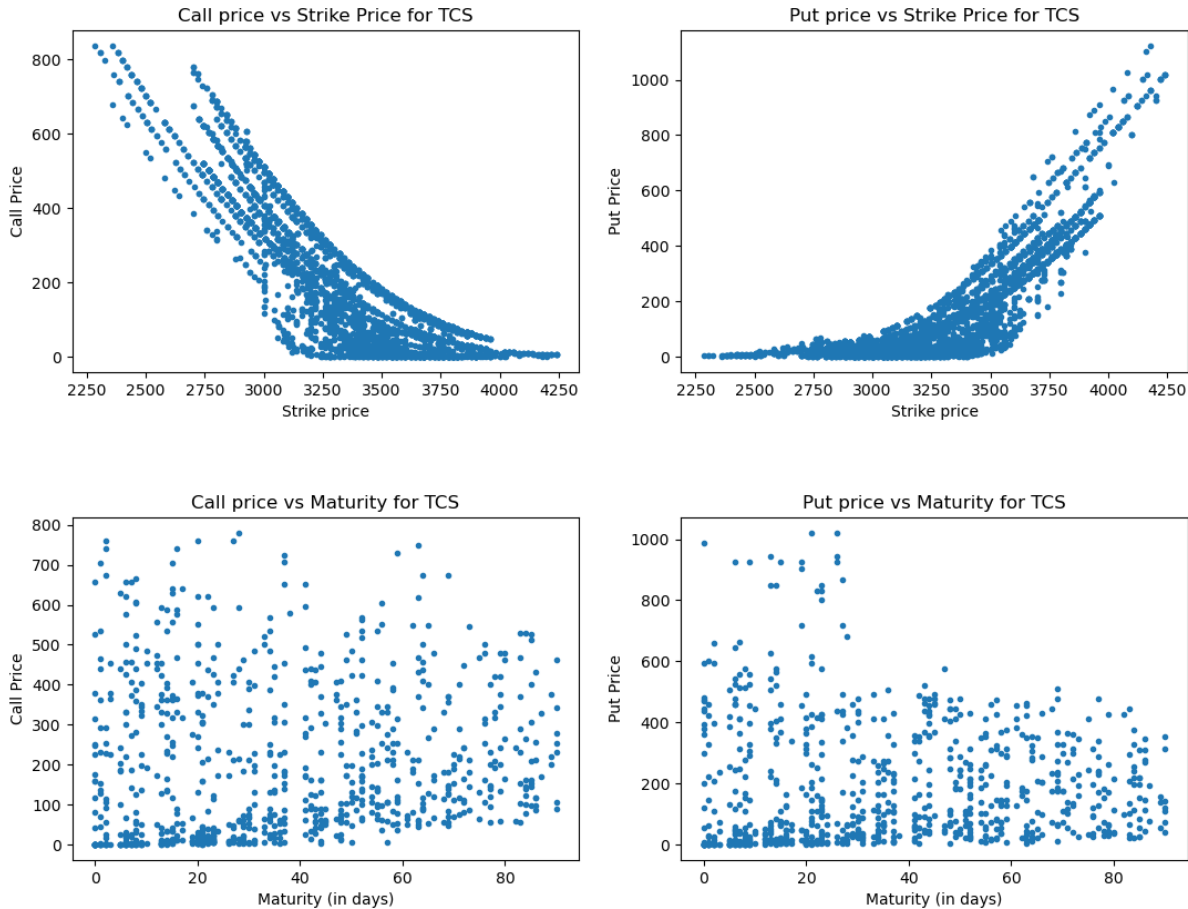 Call price vs Strike Price for TCS
800
600
400
200
0
Call Price
2250 2500 2750 3000 3250 3500 3750 4000 4250
Strike price
Put price vs Strike Price for TCS
1000
800
600
400
200
0
Put Price
2250 2500 2750 3000 3250 3500 3750 4000 4250
Strike price
Call price vs Maturity for TCS
800
700
600
500
400
300
200
100
0
Call Price
0 20 40 60 80
Maturity (in days)
Put price vs Maturity for TCS
1000
800
600
400
200
0
Put Price
0 20 40 60 80
Maturity (in days)